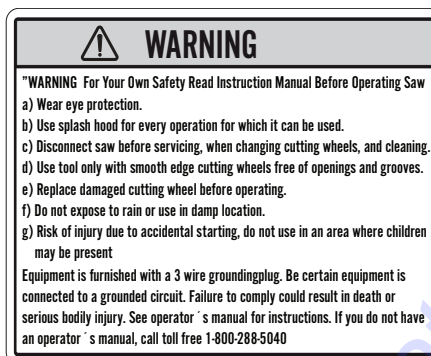 WARNING
"WARNING For Your Own Safety Read Instruction Manual Before Operating Saw
a) Wear eye protection.
b) Use splash hood for every operation for which it can be used.
c) Disconnect saw before servicing, when changing cutting wheels, and cleaning.
d) Use tool only with smooth edge cutting wheels free of openings and grooves.
e) Replace damaged cutting wheel before operating.
f) Do not expose to rain or use in damp location.
g) Risk of injury due to accidental starting, do not use in an area where children
may be present
Equipment is furnished with a 3 wire groundingplug. Be certain equipment is
connected to a grounded circuit. Failure to comply could result in death or
serious bodily injury. See operator ´ s manual for instructions. If you do not have
an operator ´ s manual, call toll free 1-800-288-5040